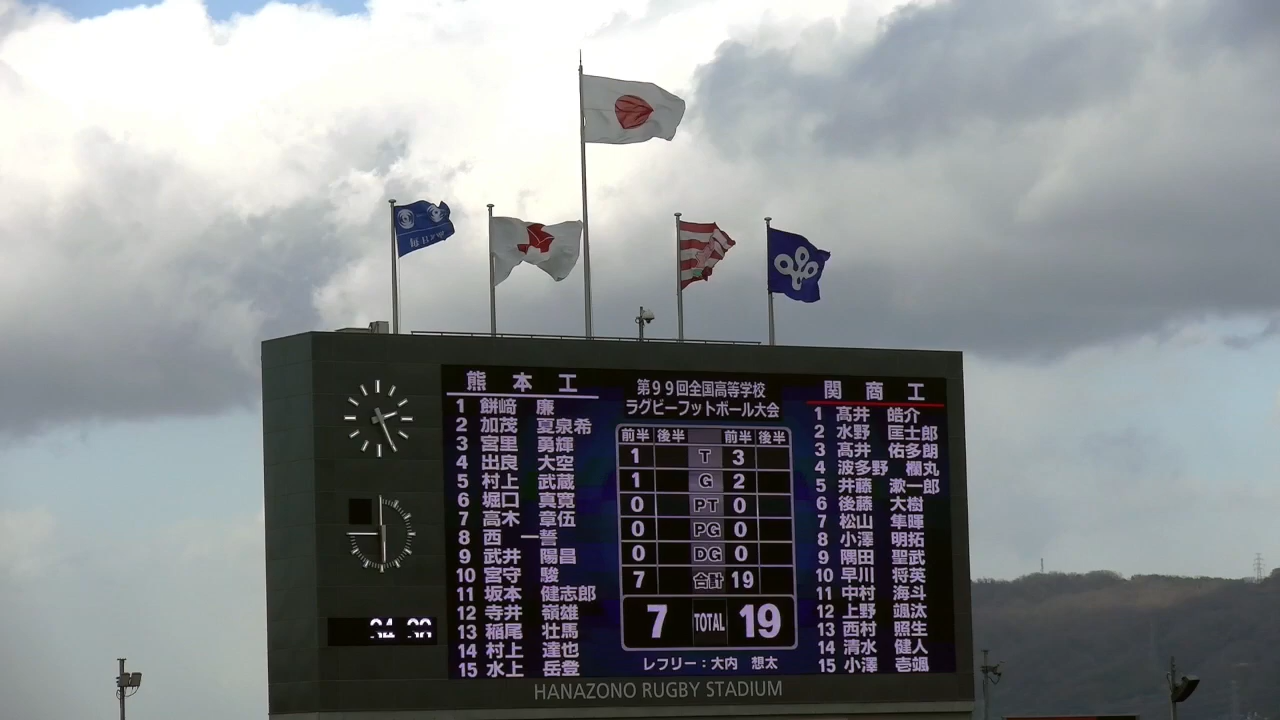 毎日新聞
熊本工
1 餅﨑 廉
2 加茂 夏泉希
3 宮里 勇輝
4 出良 大空
5 村上 武蔵
6 堀口 真寛
7 高木 章伍
8 西 一誓
9 武井 陽昌
10 宮守 駿
11 坂本 健志郎
12 寺井 嶺雄
13 稲尾 壮馬
14 村上 達也
15 水上 岳登
第99回全国高等学校
ラグビーフットボール大会
前半 後半 前半 後半
1 T 3
1 G 2
0 PT 0
0 PG 0
0 DG 0
7 合計 19
7 TOTAL 19
レフリー：大内 想太
関商工
1 髙井 皓介
2 水野 匡士郎
3 髙井 佑多朗
4 波多野 欄丸
5 井藤 漱一郎
6 後藤 大樹
7 松山 隼暉
8 小澤 明拓
9 隅田 聖武
10 早川 将英
11 中村 海斗
12 上野 颯汰
13 西村 照生
14 清水 健人
15 小澤 壱颯
HANAZONO RUGBY STADIUM